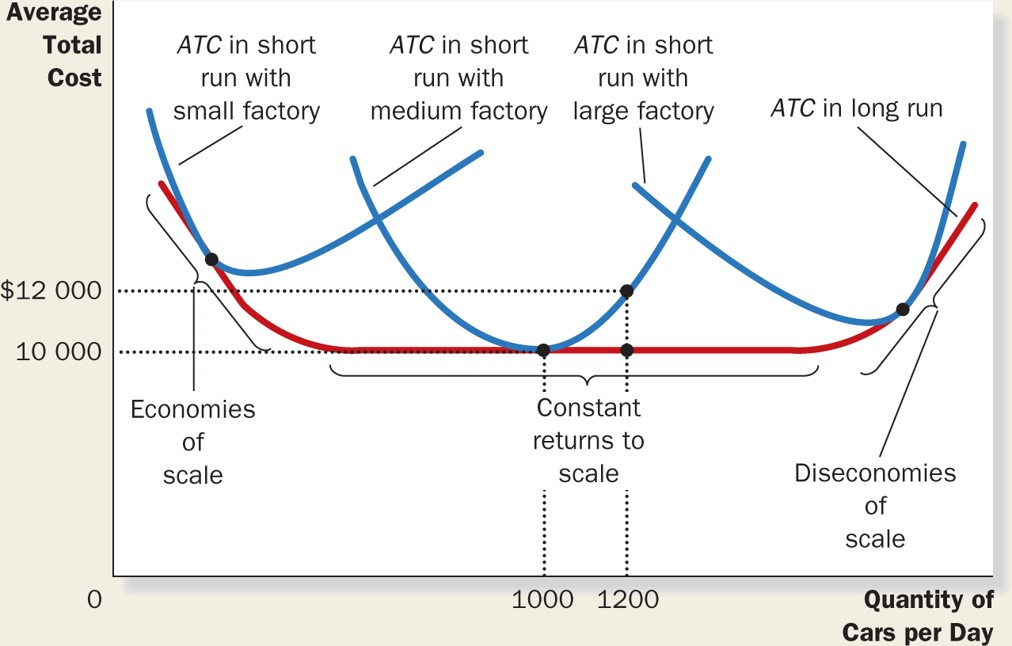 Average
Total
Cost
ATC in short
run with
small factory
ATC in short
run with
medium factory
ATC in short
run with
large factory
ATC in long run
$12 000
10 000
Economies
of
scale
Constant
returns to
scale
Diseconomies
of
scale
0
1000
1200
Quantity of
Cars per Day